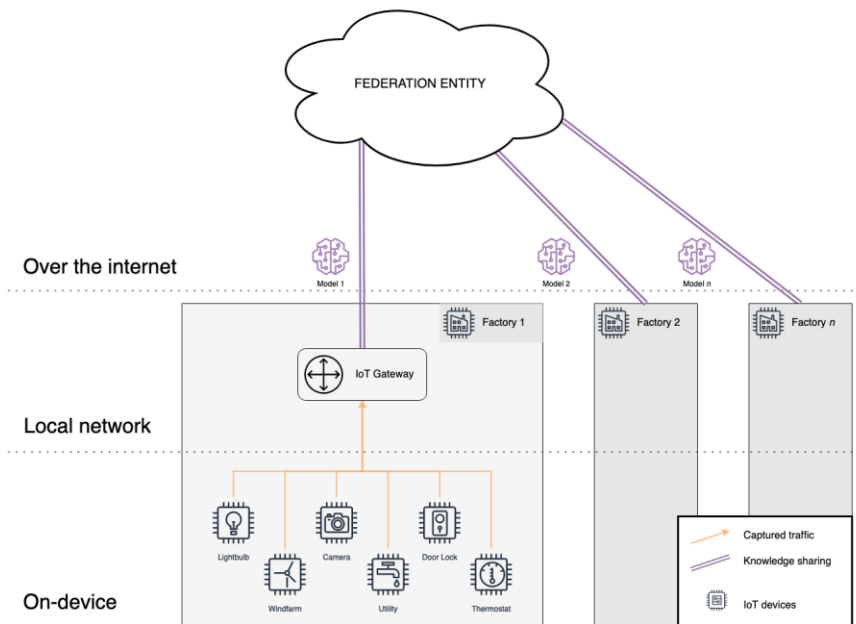 FEDERATION ENTITY
Over the internet
Model 1
Model 2
Model n
Factory 1
Factory 2
Factory n
IoT Gateway
Local network
Lightbulb
Camera
Door Lock
Windfarm
Utility
Thermostat
On-device
Captured traffic
Knowledge sharing
IoT devices